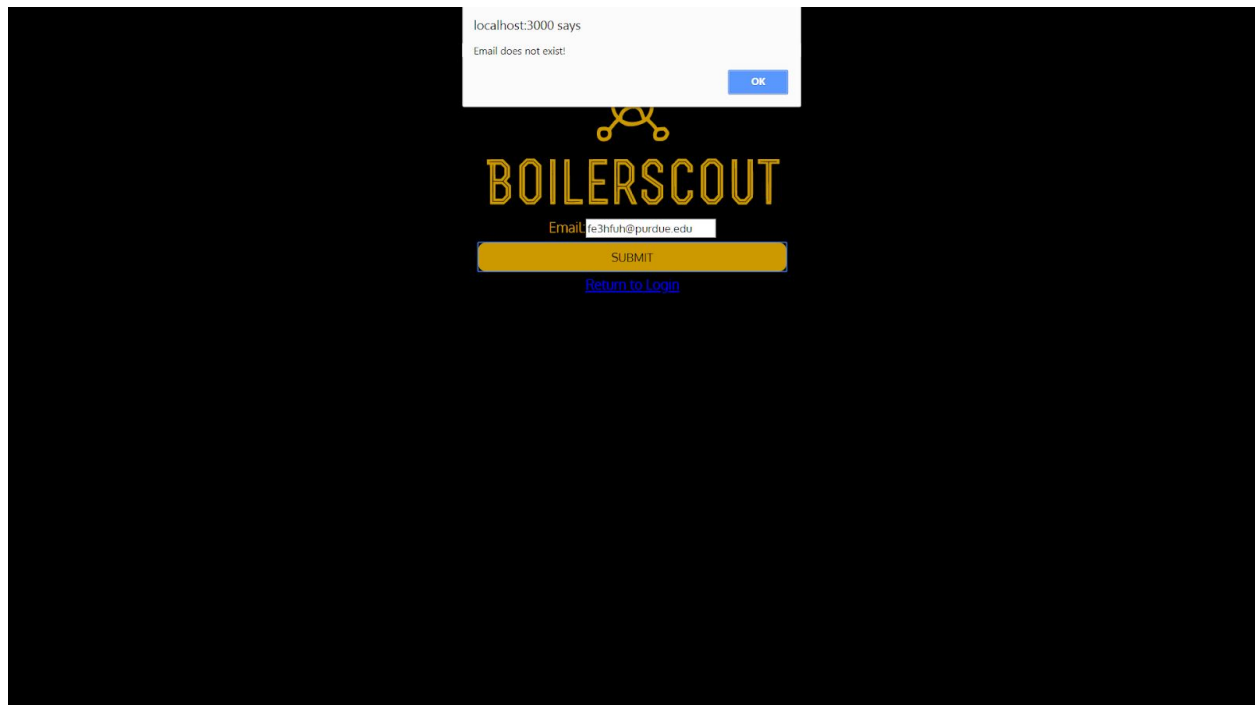 localhost:3000 says
Email does not exist!
OK
BOILERSCOUT
Email:fe3hfuh@purdue.edu
SUBMIT
Return to Login